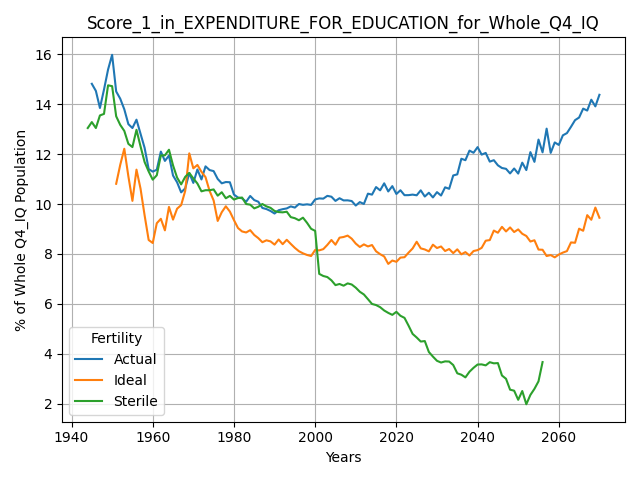 Score_1_in_EXPENDITURE_FOR_EDUCATION_for_Whole_Q4_IQ
% of Whole Q4_IQ Population
16
14
12
10
8
6
4
2
Fertility
Actual
Ideal
Sterile
1940 1960 1980 2000 2020 2040 2060
Years